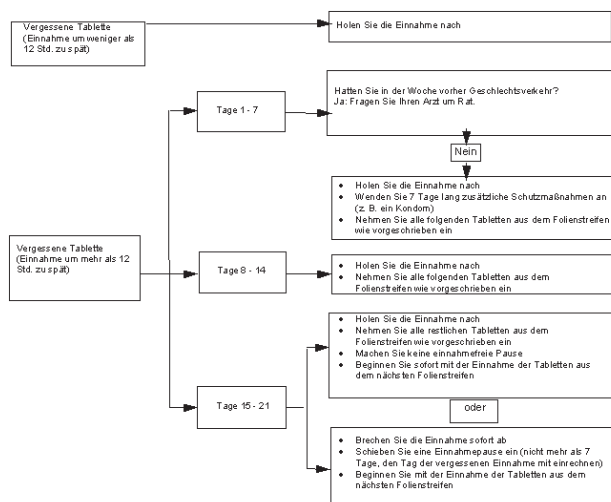 Vergessene Tablette
(Einnahme um weniger als
12 Std. zu spät)
Holen Sie die Einnahme nach
Hatten Sie in der Woche vorher Geschlechtsverkehr?
Ja: Fragen Sie Ihren Arzt um Rat.
Tage 1 - 7
Nein
• Holen Sie die Einnahme nach
• Wenden Sie 7 Tage lang zusätzliche Schutzmaßnahmen an
(z. B. ein Kondom)
• Nehmen Sie alle folgenden Tabletten aus dem Folienstreifen
wie vorgeschrieben ein
Vergessene Tablette
(Einnahme um mehr als 12
Std. zu spät)
Tage 8 - 14
• Holen Sie die Einnahme nach
• Nehmen Sie alle folgenden Tabletten aus dem
Folienstreifen wie vorgeschrieben ein
• Holen Sie die Einnahme nach
• Nehmen Sie alle restlichen Tabletten aus dem
Folienstreifen wie vorgeschrieben ein
• Machen Sie keine einnahmefreie Pause
• Beginnen Sie sofort mit der Einnahme der Tabletten aus
dem nächsten Folienstreifen
Tage 15 - 21
oder
• Brechen Sie die Einnahme sofort ab
• Schieben Sie eine Einnahmepause ein (nicht mehr als 7
Tage, den Tag der vergessenen Einnahme mit einrechnen)
• Beginnen Sie mit der Einnahme der Tabletten aus dem
nächsten Folienstreifen